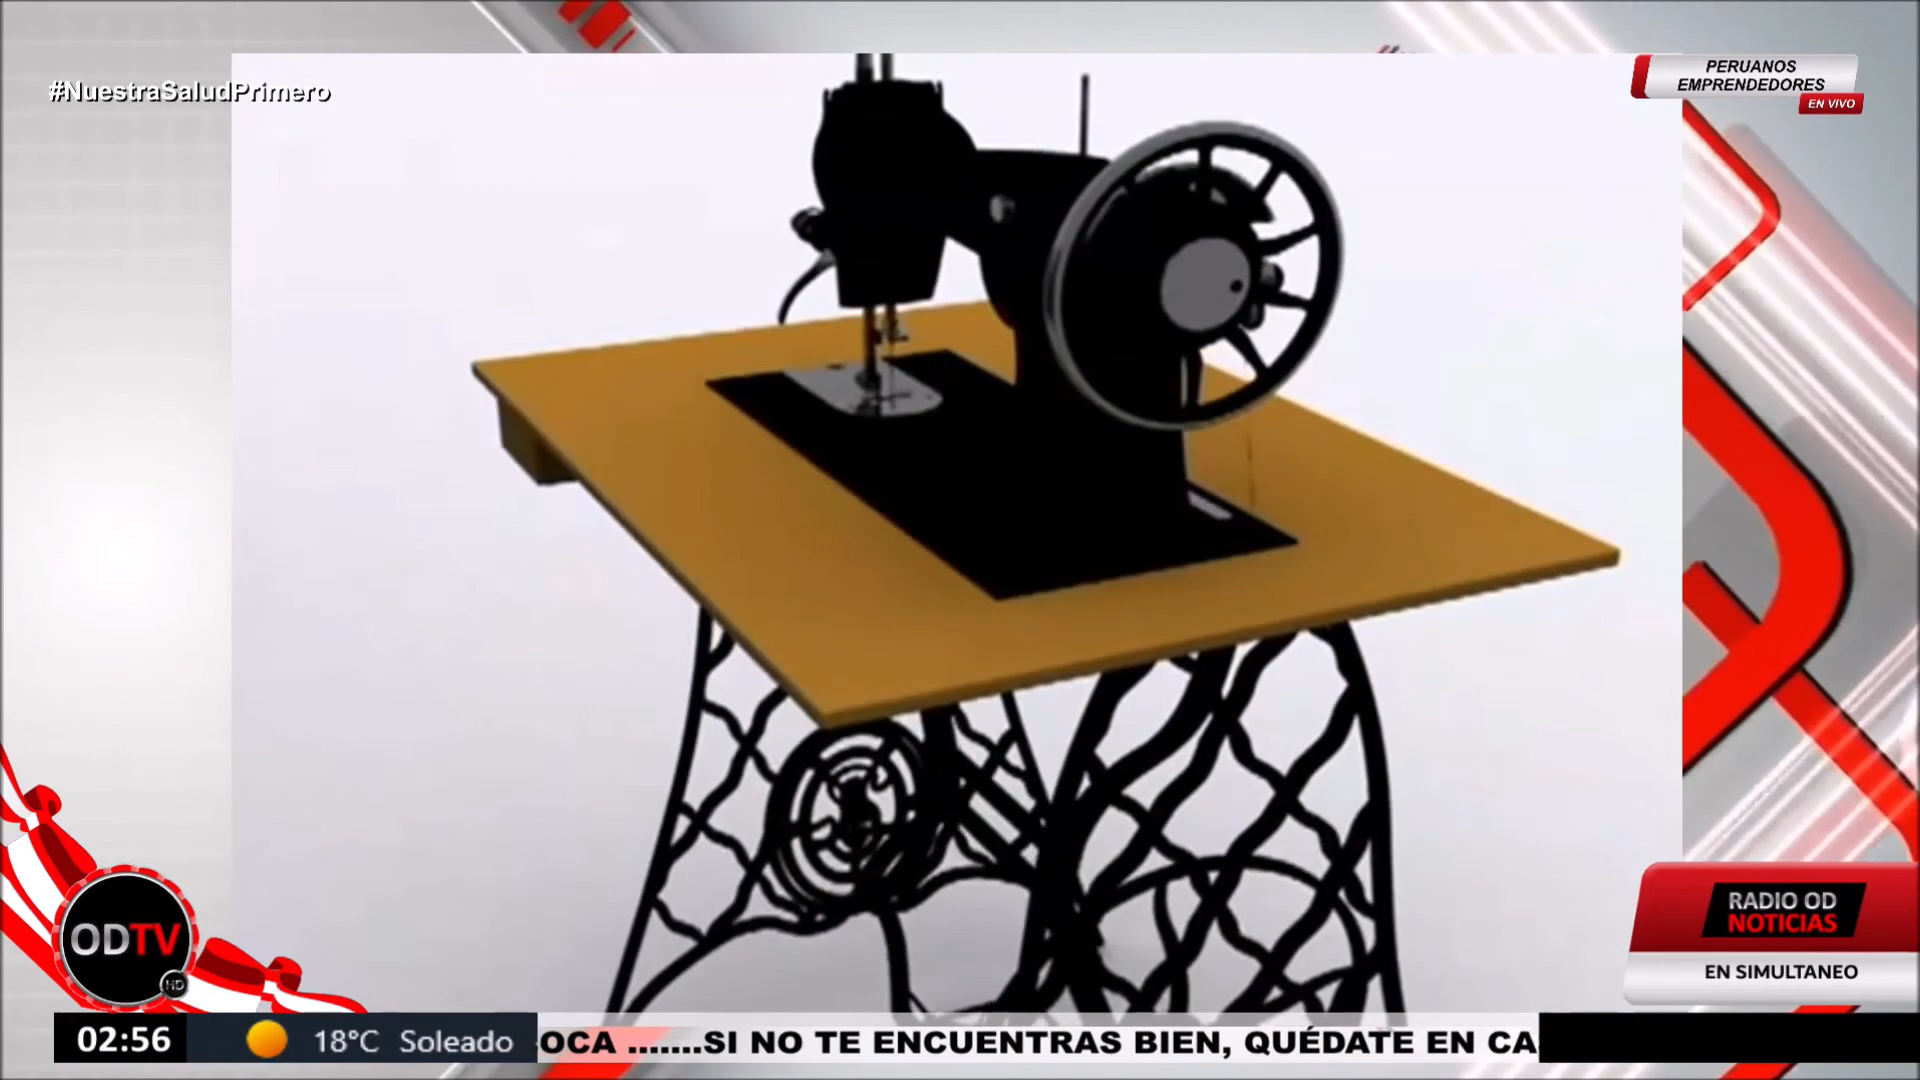 #NuestraSaludPrimero
PERUANOS
EMPRENDEDORES
EN VIVO
ODTV
HD
RADIO OD
NOTICIAS
EN SIMULTANEO
02:56
18°C Soleado
OCA .......SI NO TE ENCUENTRAS BIEN, QUÉDATE EN CA